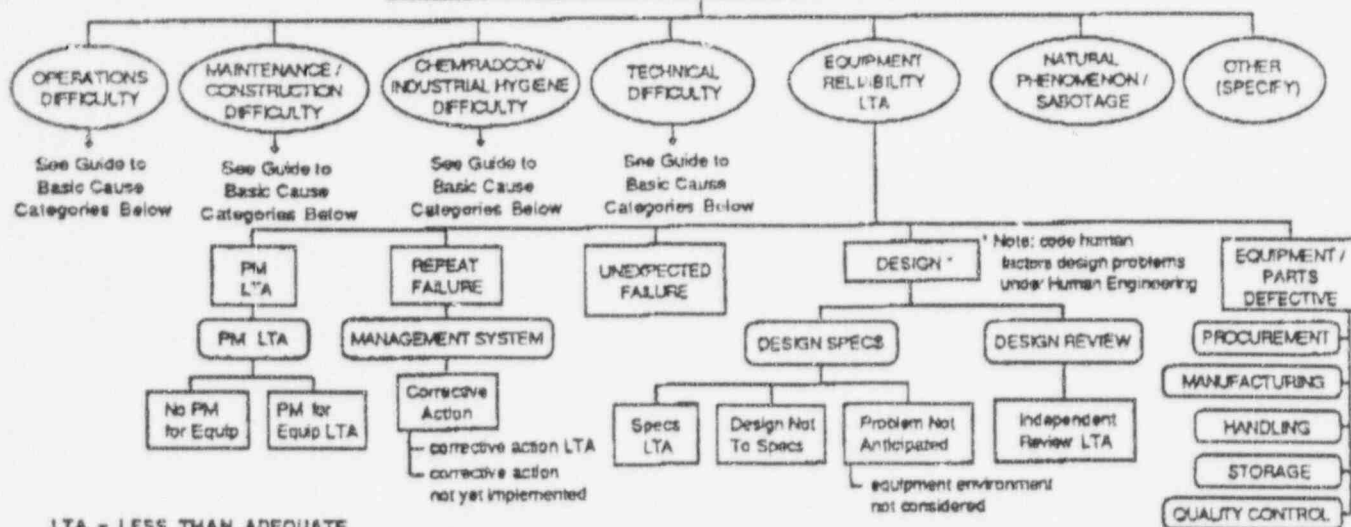 OPERATIONS
DIFFICULTY
MAINTENANCE /
CONSTRUCTION
DIFFICULTY
CHEM/RADCON/
INDUSTRIAL HYGIENE
DIFFICULTY
TECHNICAL
DIFFICULTY
EQUIPMENT
RELIABILITY
LTA
NATURAL
PHENOMENON /
SABOTAGE
OTHER
(SPECIFY)
See Guide to
Basic Cause
Categories Below
See Guide to
Basic Cause
Categories Below
See Guide to
Basic Cause
Categories Below
See Guide to
Basic Cause
Categories Below
PM
LTA
REPEAT
FAILURE
UNEXPECTED
FAILURE
DESIGN *
* Note: code human
factors design problems
under Human Engineering
EQUIPMENT /
PARTS
DEFECTIVE
PM LTA
MANAGEMENT SYSTEM
DESIGN SPECS
DESIGN REVIEW
PROCUREMENT
MANUFACTURING
HANDLING
STORAGE
QUALITY CONTROL
No PM
for Equip
PM for
Equip LTA
Corrective
Action
corrective action LTA
corrective action
not yet implemented
Specs
LTA
Design Not
To Specs
Problem Not
Anticipated
equipment environment
not considered
Independent
Review LTA
LTA = LESS THAN ADEQUATE